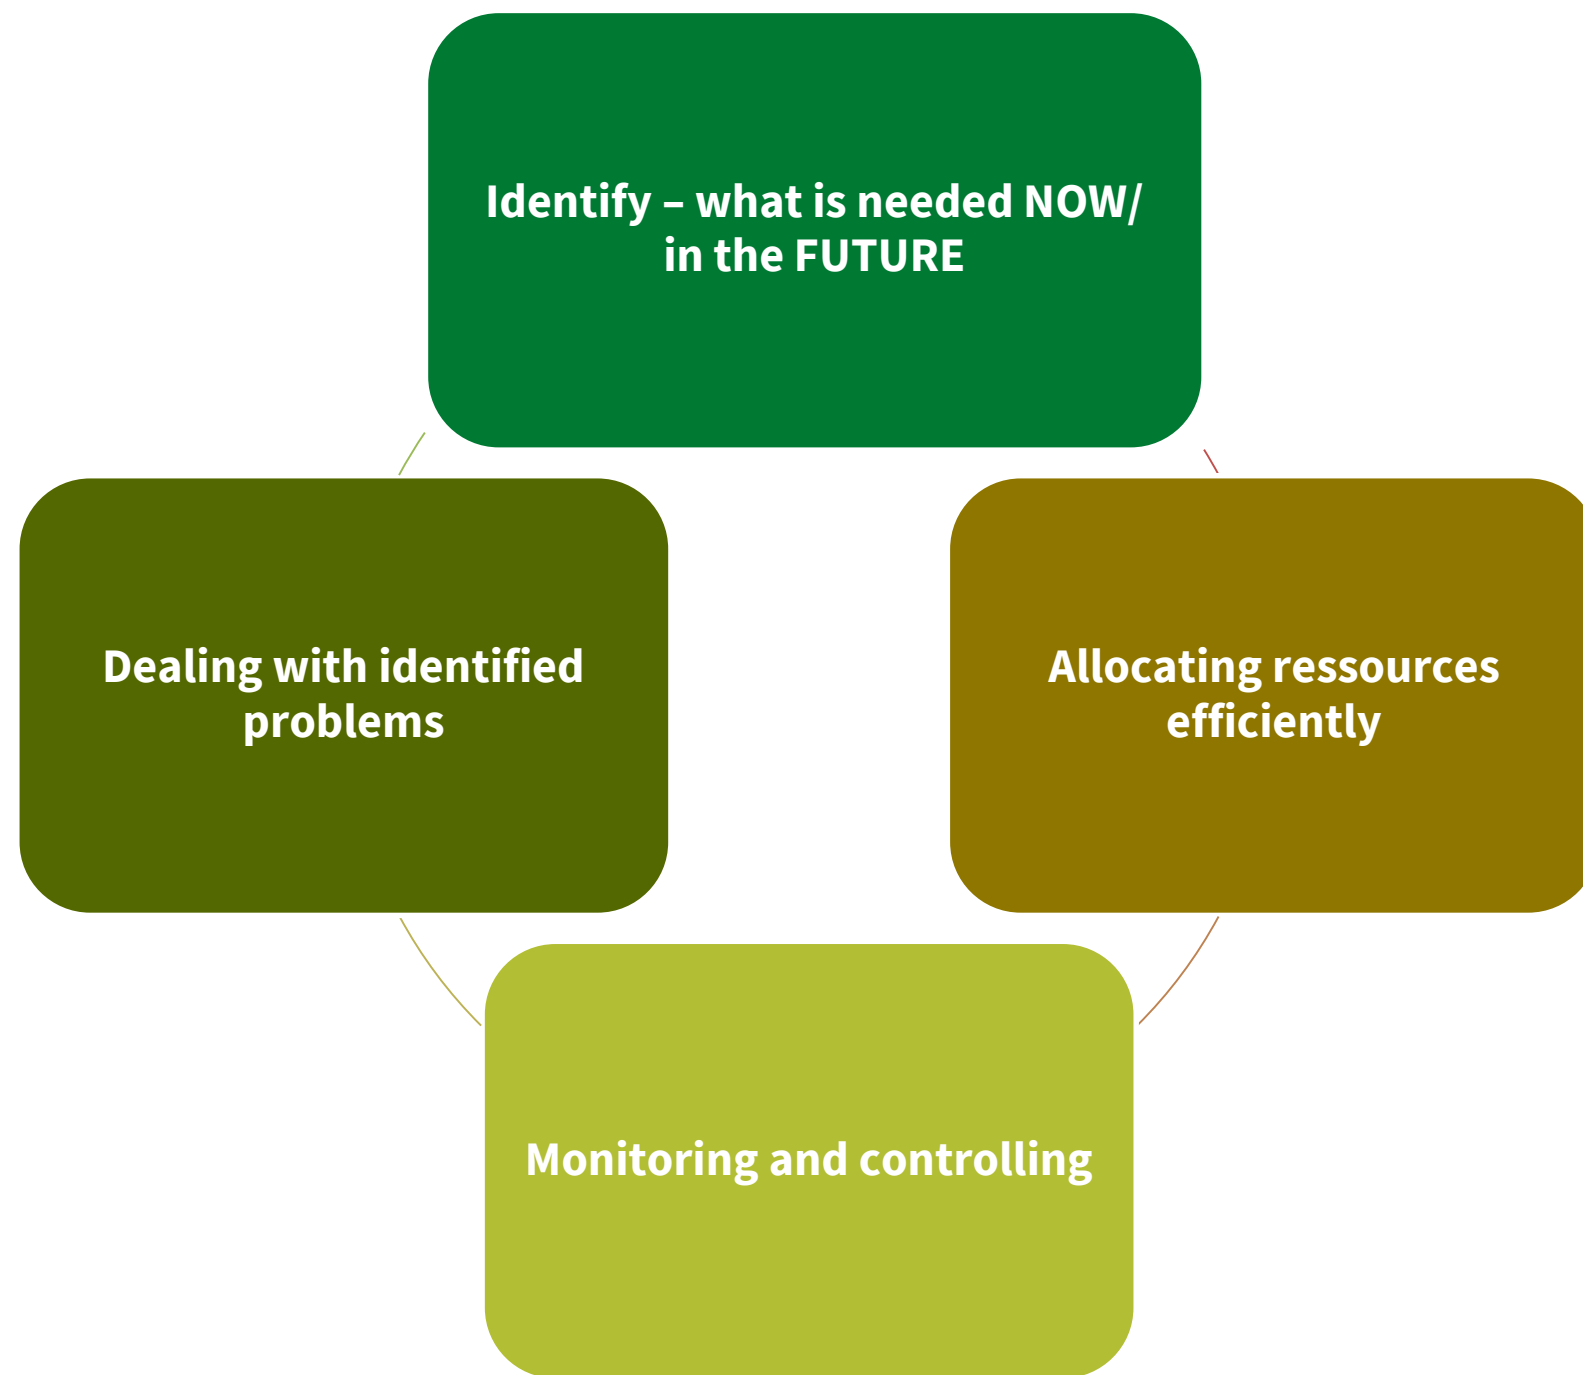 Identify – what is needed NOW/
in the FUTURE
Dealing with identified
problems
Allocating ressources
efficiently
Monitoring and controlling